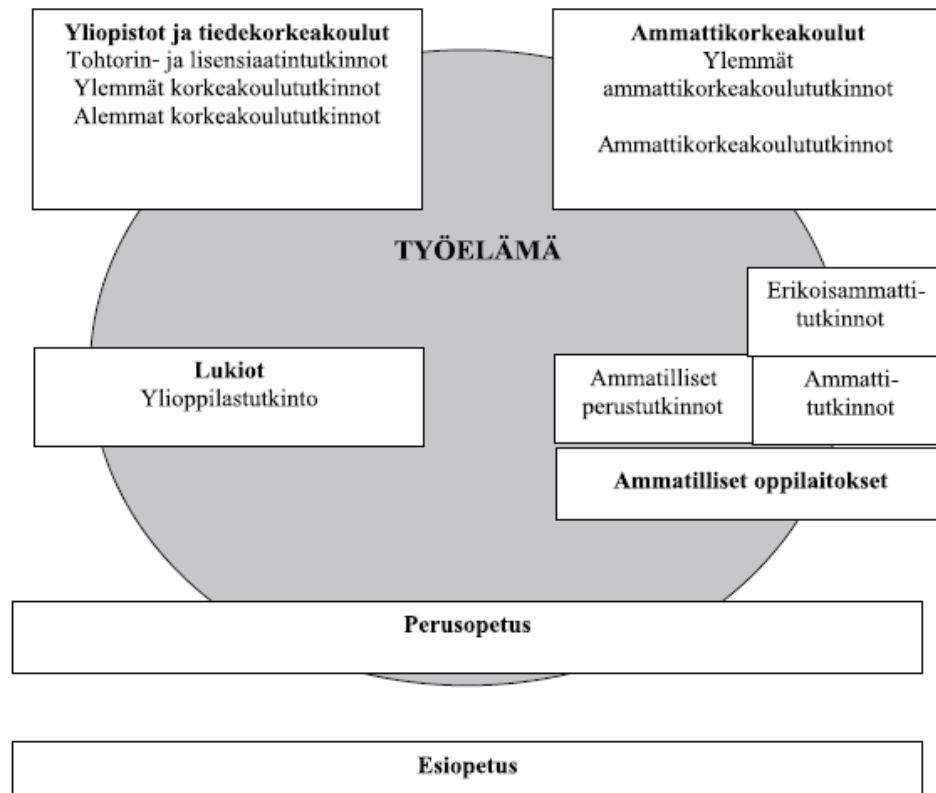 Yliopistot ja tiedekorkeakoulut
Tohtorin- ja lisensiaatintutkinnot
Ylemmät korkeakoulututkinnot
Alemmat korkeakoulututkinnot
Ammattikorkeakoulut
Ylemmät
ammattikorkeakoulututkinnot
Ammattikorkeakoulututkinnot
TYÖELÄMÄ
Erikoisammatti-
tutkinnot
Lukiot
Ylioppilastutkinto
Ammatilliset
perustutkinnot
Ammatti-
tutkinnot
Ammatilliset oppilaitokset
Perusopetus
Esiopetus